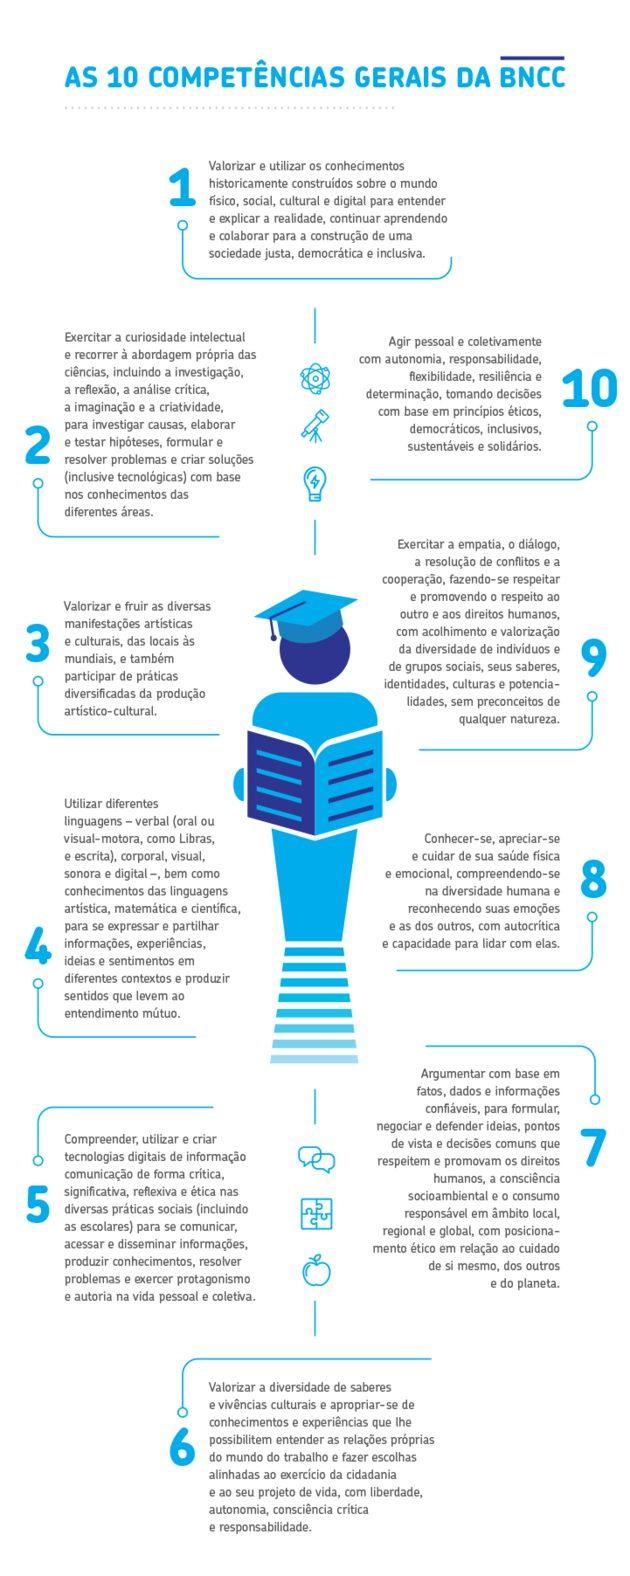 AS 10 COMPETÊNCIAS GERAIS DA BNCC
1
Valorizar e utilizar os conhecimentos
historicamente construídos sobre o mundo
físico, social, cultural e digital para entender
e explicar a realidade, continuar aprendendo
e colaborar para a construção de uma
sociedade justa, democrática e inclusiva.
2
Exercitar a curiosidade intelectual
e recorrer à abordagem própria das
ciências, incluindo a investigação,
a reflexão, a análise crítica,
a imaginação e a criatividade,
para investigar causas, elaborar
e testar hipóteses, formular e
resolver problemas e criar soluções
(inclusive tecnológicas) com base
nos conhecimentos das
diferentes áreas.
3
Valorizar e fruir as diversas
manifestações artísticas
e culturais, das locais às
mundiais, e também
participar de práticas
diversificadas da produção
artístico-cultural.
4
Utilizar diferentes
linguagens – verbal (oral ou
visual-motora, como Libras,
e escrita), corporal, visual,
sonora e digital –, bem como
conhecimentos das linguagens
artística, matemática e científica,
para se expressar e partilhar
informações, experiências,
ideias e sentimentos em
diferentes contextos e produzir
sentidos que levem ao
entendimento mútuo.
5
Compreender, utilizar e criar
tecnologias digitais de informação
comunicação de forma crítica,
significativa, reflexiva e ética nas
diversas práticas sociais (incluindo
as escolares) para se comunicar,
acessar e disseminar informações,
produzir conhecimentos, resolver
problemas e exercer protagonismo
e autoria na vida pessoal e coletiva.
6
Valorizar a diversidade de saberes
e vivências culturais e apropriar-se de
conhecimentos e experiências que lhe
possibilitem entender as relações próprias
do mundo do trabalho e fazer escolhas
alinhadas ao exercício da cidadania
e ao seu projeto de vida, com liberdade,
autonomia, consciência crítica
e responsabilidade.
7
Argumentar com base em
fatos, dados e informações
confiáveis, para formular,
negociar e defender ideias, pontos
de vista e decisões comuns que
respeitem e promovam os direitos
humanos, a consciência
socioambiental e o consumo
responsável em âmbito local,
regional e global, com posiciona-
mento ético em relação ao cuidado
de si mesmo, dos outros
e do planeta.
8
Conhecer-se, apreciar-se
e cuidar de sua saúde física
e emocional, compreendendo-se
na diversidade humana e
reconhecendo suas emoções
e as dos outros, com autocrítica
e capacidade para lidar com elas.
9
Exercitar a empatia, o diálogo,
a resolução de conflitos e a
cooperação, fazendo-se respeitar
e promovendo o respeito ao
outro e aos direitos humanos,
com acolhimento e valorização
da diversidade de indivíduos e
de grupos sociais, seus saberes,
identidades, culturas e potencia-
lidades, sem preconceitos de
qualquer natureza.
10
Agir pessoal e coletivamente
com autonomia, responsabilidade,
flexibilidade, resiliência e
determinação, tomando decisões
com base em princípios éticos,
democráticos, inclusivos,
sustentáveis e solidários.